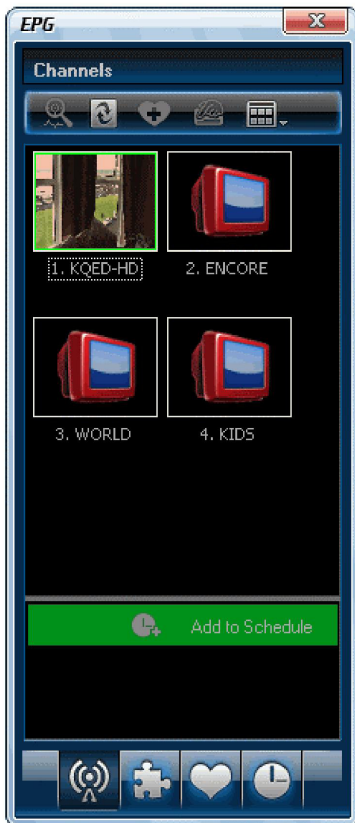 EPG
Channels
1. KQED-HD
2. ENCORE
3. WORLD
4. KIDS
Add to Schedule